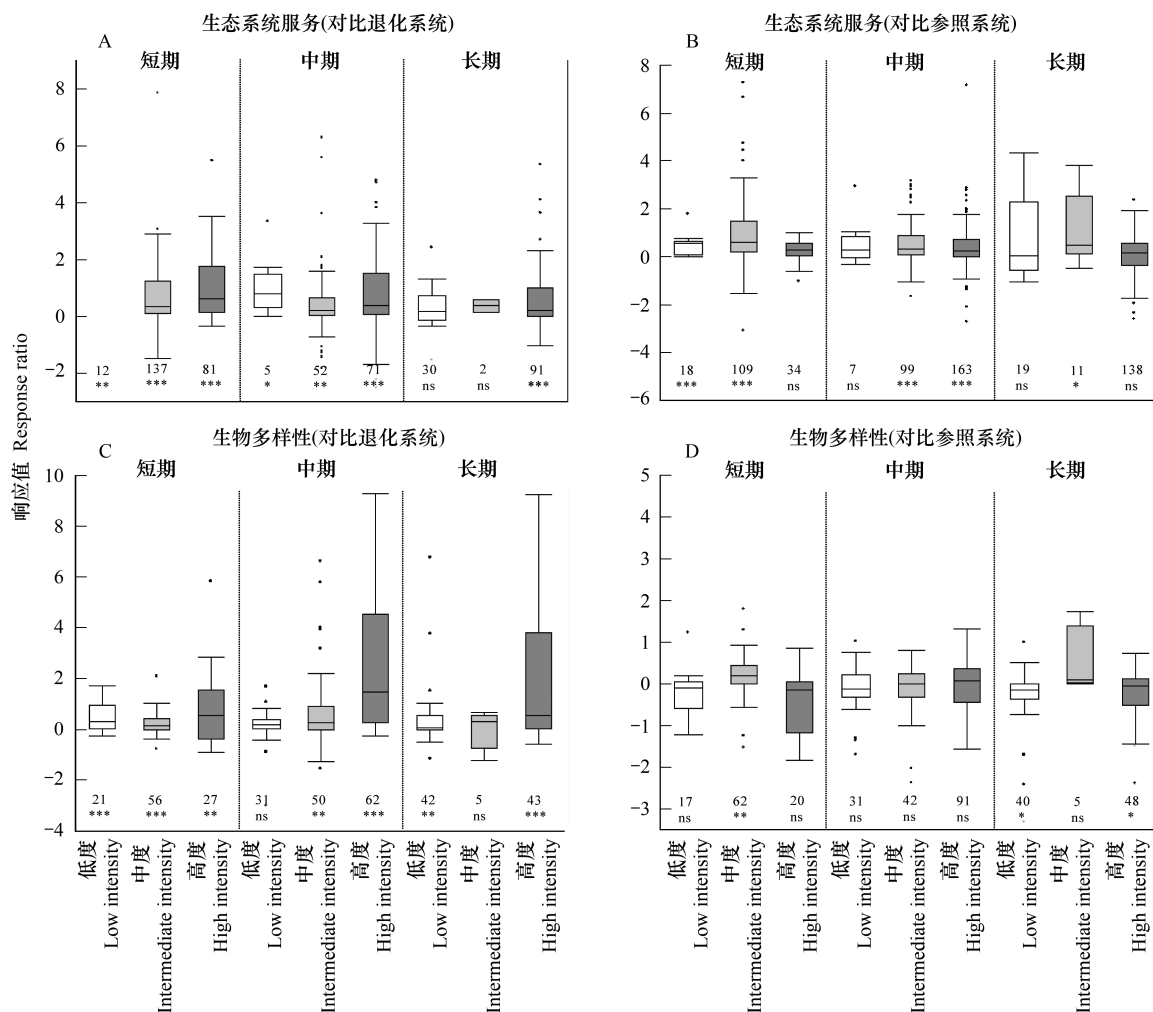 生态系统服务(对比退化系统)
A
短期 中期 长期
8
6
4
2
0
−2
12 137 81 5 52 71 30 2 91
** *** *** * ** *** ns ns ***
生态系统服务(对比参照系统)
B
短期 中期 长期
8
6
4
2
0
−2
−4
−6
18 109 34 7 99 163 19 11 138
*** *** ns ns *** *** ns * ns
响应值 Response ratio
生物多样性(对比退化系统)
C
短期 中期 长期
10
8
6
4
2
0
−2
−4
21 56 27 31 50 62 42 5 43
*** *** ** ns ** *** ** ns ***
低度 Low intensity
中度 Intermediate intensity
高度 High intensity
低度 Low intensity
中度 Intermediate intensity
高度 High intensity
低度 Low intensity
中度 Intermediate intensity
高度 High intensity
生物多样性(对比参照系统)
D
短期 中期 长期
5
4
3
2
1
0
−1
−2
−3
17 62 20 31 42 91 40 5 48
ns ** ns ns ns ns * ns *
低度 Low intensity
中度 Intermediate intensity
高度 High intensity
低度 Low intensity
中度 Intermediate intensity
高度 High intensity
低度 Low intensity
中度 Intermediate intensity
高度 High intensity